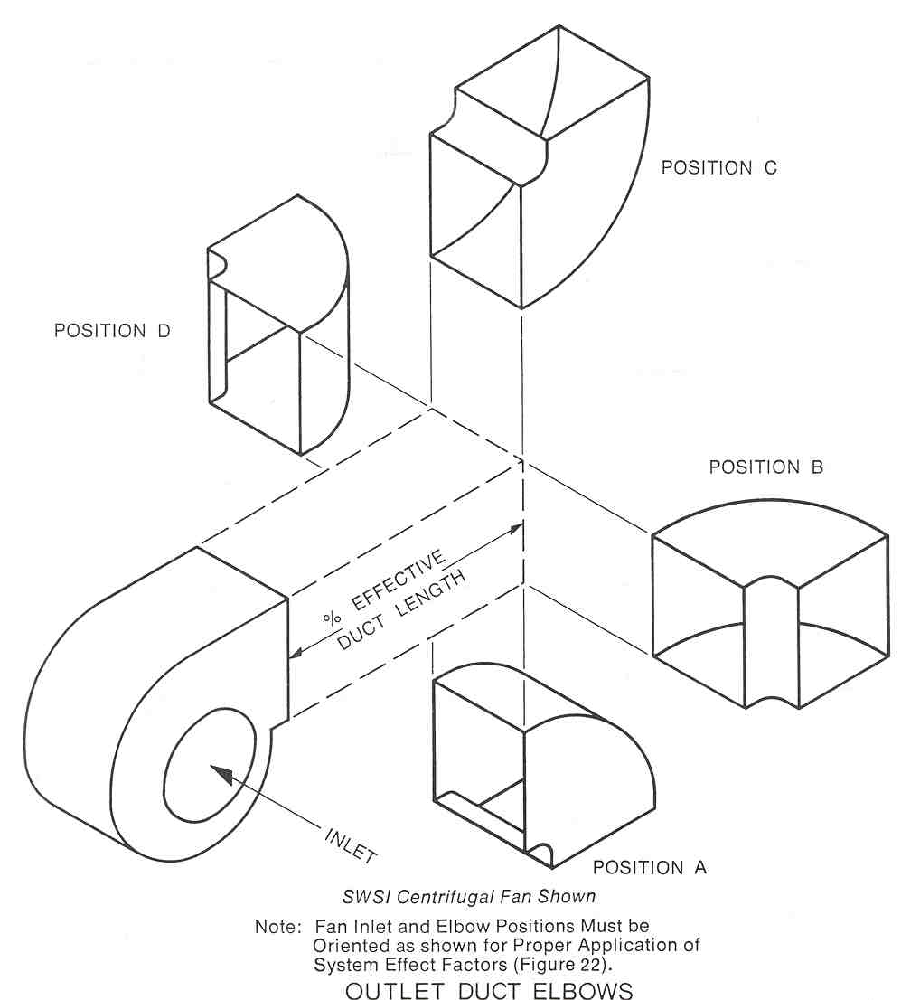 POSITION C
POSITION D
POSITION B
% EFFECTIVE
DUCT LENGTH
INLET
POSITION A
SWSI Centrifugal Fan Shown
Note: Fan Inlet and Elbow Positions Must be
Oriented as shown for Proper Application of
System Effect Factors (Figure 22).
OUTLET DUCT ELBOWS